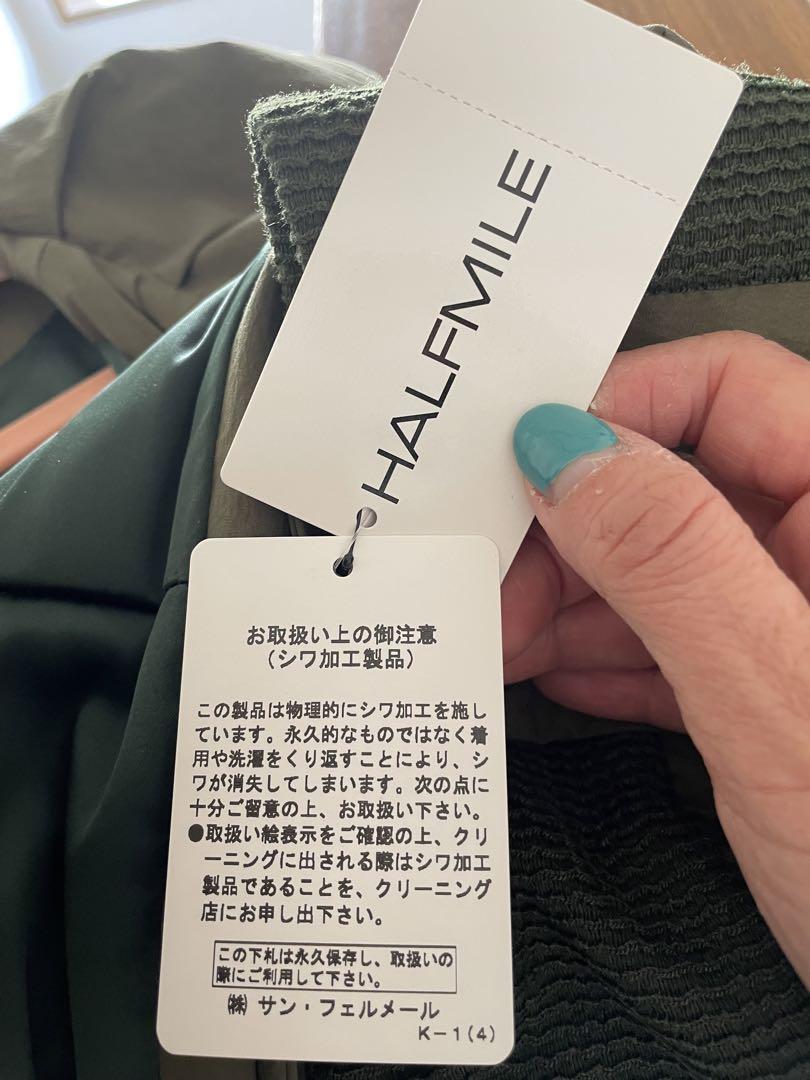 HALFMILE
お取扱い上の御注意
(シワ加工製品)
この製品は物理的にシワ加工を施し
ています。永久的なものではなく着
用や洗濯をくり返すことにより、シ
ワが消失してしまいます。次の点に
十分ご留意の上、お取扱い下さい。
●取扱い絵表示をご確認の上、クリ
ーニングに出される際はシワ加工
製品であることを、クリーニング
店にお申し出下さい。
この下札は永久保存し、取扱いの
際にご利用して下さい。
㈱ サン・フェルメール
K-1(4)